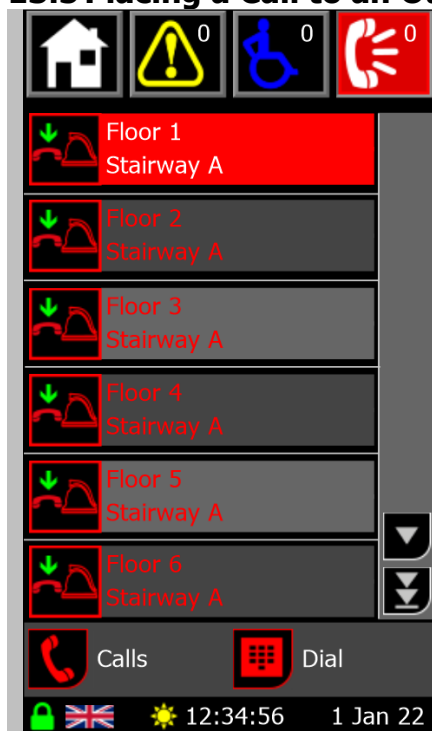 0
0
0
Floor 1
Stairway A
Floor 2
Stairway A
Floor 3
Stairway A
Floor 4
Stairway A
Floor 5
Stairway A
Floor 6
Stairway A
Calls Dial
12:34:56 1 Jan 22